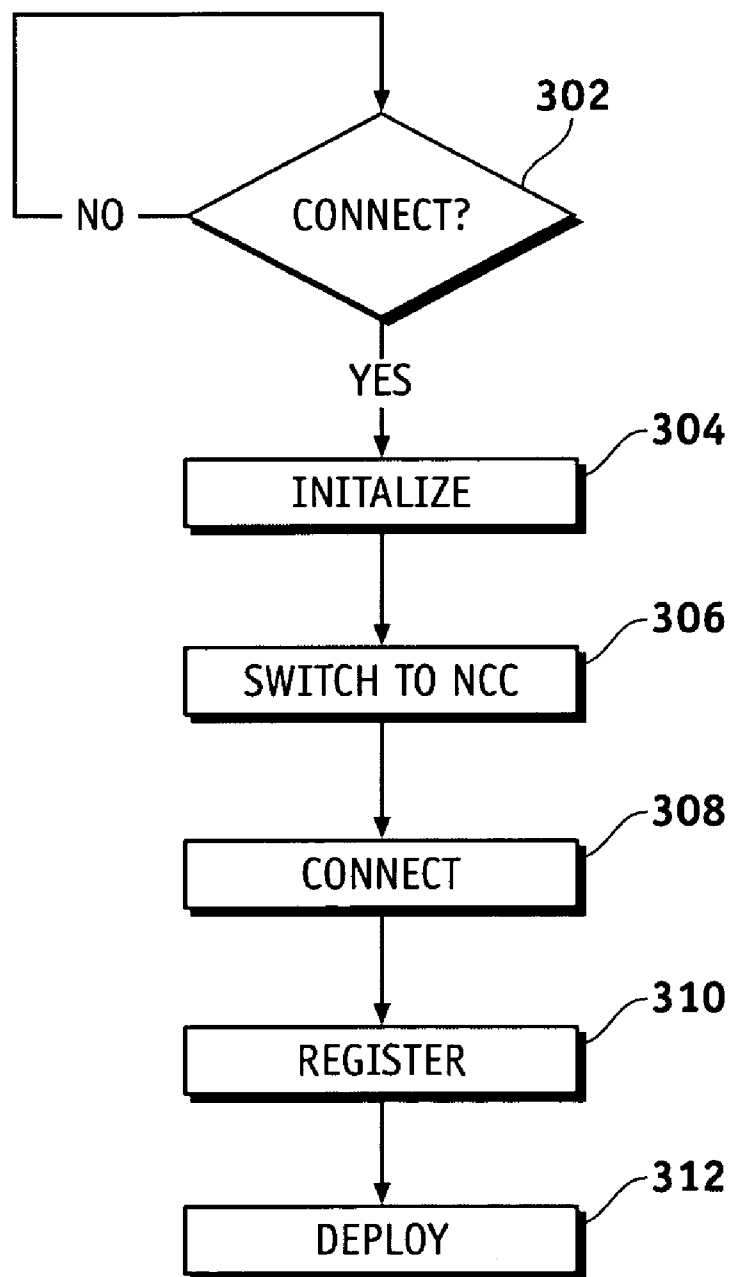 302
CONNECT?
NO
YES
304
INITALIZE
306
SWITCH TO NCC
308
CONNECT
310
REGISTER
312
DEPLOY